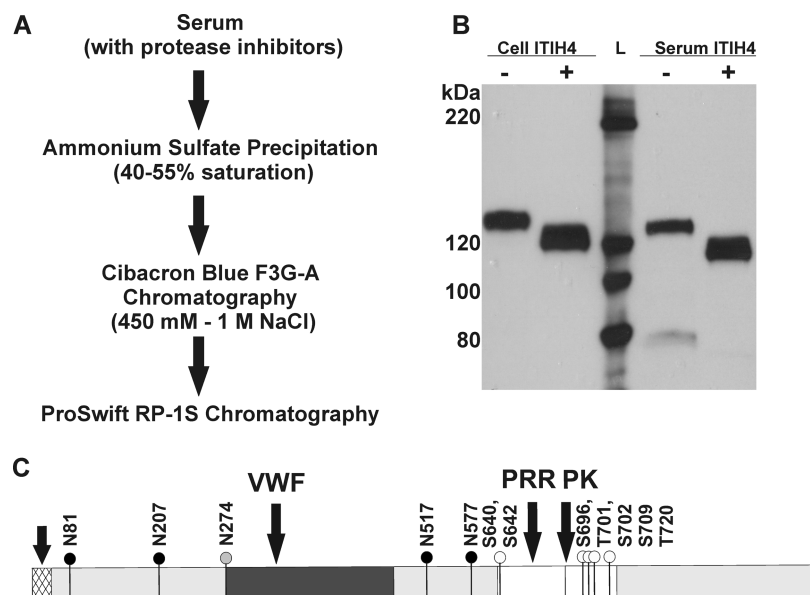 A
Serum
(with protease inhibitors)
Ammonium Sulfate Precipitation
(40-55% saturation)
Cibacron Blue F3G-A
Chromatography
(450 mM - 1 M NaCl)
ProSwift RP-1S Chromatography
B
Cell ITIH4 L Serum ITIH4
- + - +
kDa
220
120
100
80
C
VWF
PRR PK
N81
N207
N274
N517
N577
S640,
S642
S696,
T701,
S702
S709
T720